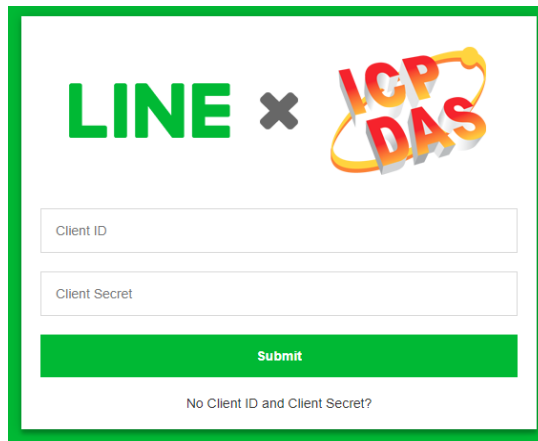 LINE × ICP DAS
Client ID
Client Secret
Submit
No Client ID and Client Secret?